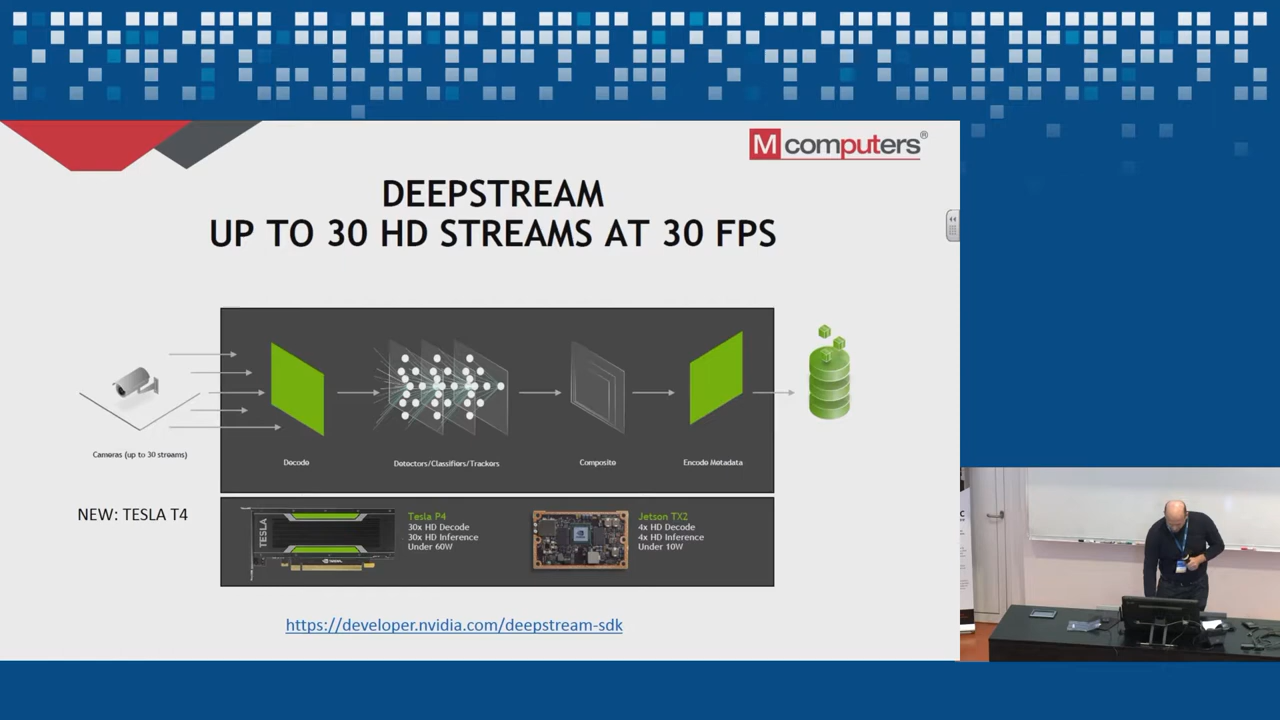 M computers®
DEEPSTREAM
UP TO 30 HD STREAMS AT 30 FPS
Cameras (up to 30 streams)
Decode
Detectors/Classifiers/Trackers
Composite
Encode Metadata
NEW: TESLA T4
TESLA
NVIDIA
Tesla P4
30x HD Decode
30x HD Inference
Under 60W
Jetson TX2
4x HD Decode
4x HD Inference
Under 10W
https://developer.nvidia.com/deepstream-sdk